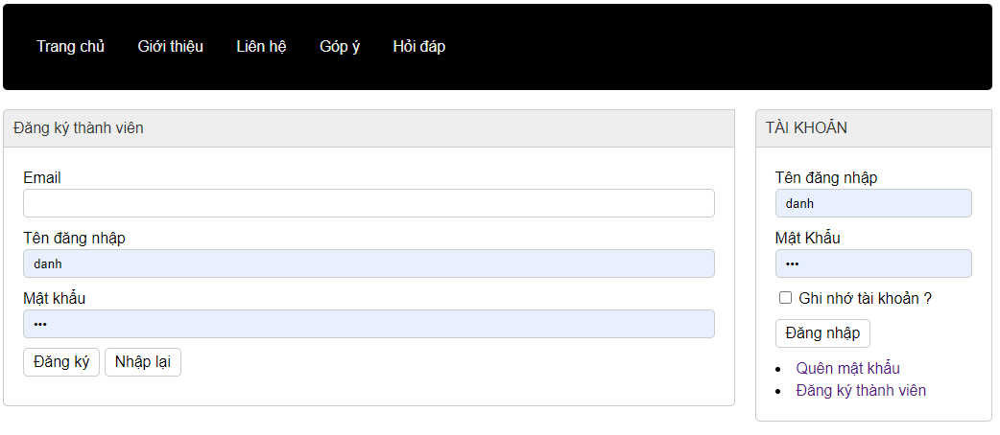 Trang chủ Giới thiệu Liên hệ Góp ý Hỏi đáp
Đăng ký thành viên
Email
Tên đăng nhập
danh
Mật khẩu
•••
Đăng ký Nhập lại
TÀI KHOẢN
Tên đăng nhập
danh
Mật Khẩu
•••
Ghi nhớ tài khoản ?
Đăng nhập
Quên mật khẩu
Đăng ký thành viên